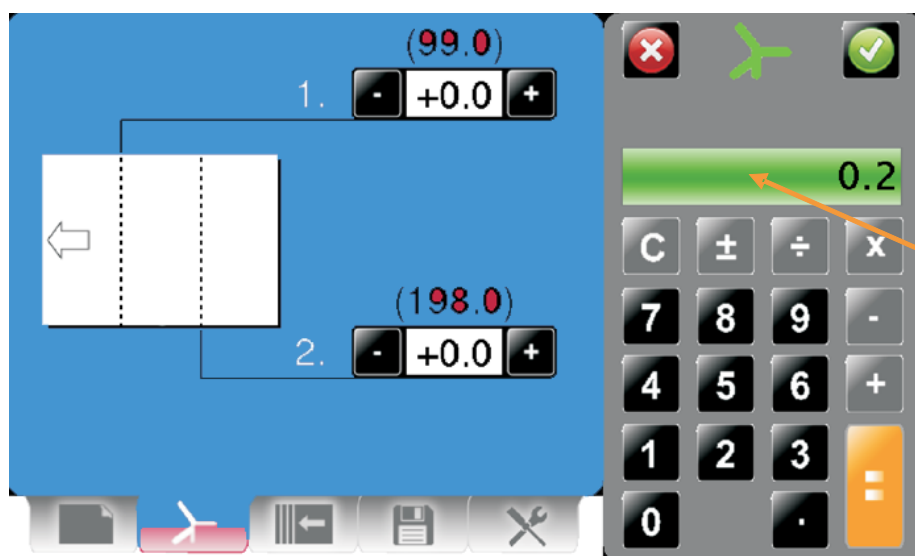 (99.0)
1. - +0.0 +
(198.0)
2. - +0.0 +
0.2
C ± ÷ x
7 8 9 -
4 5 6 +
1 2 3 =
0 .